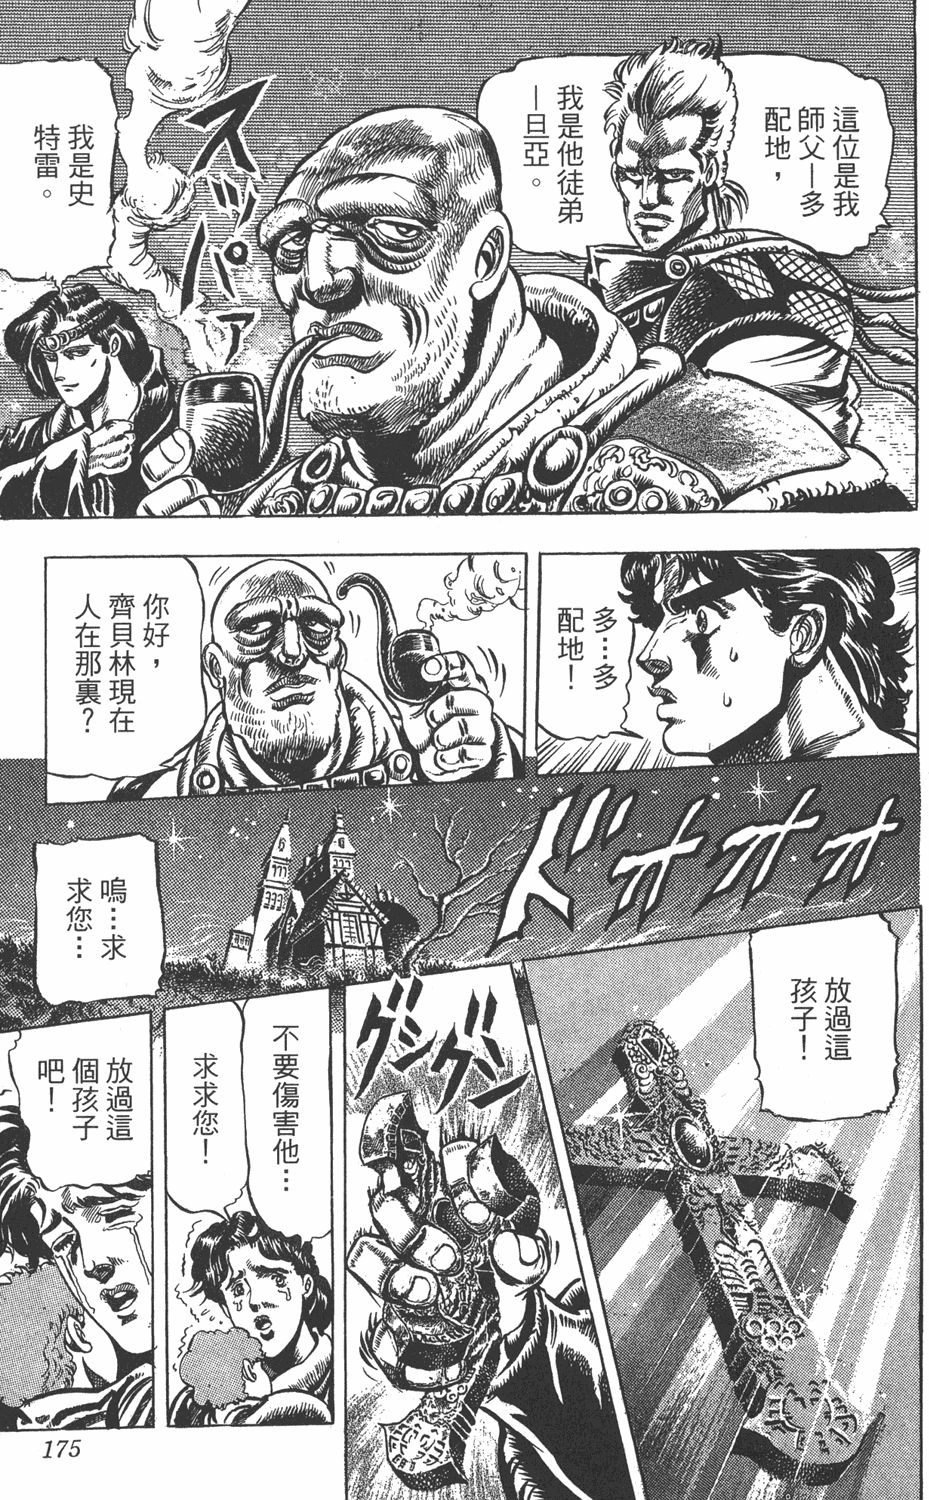 這位是我
師父—多
配地，
我是他徒弟
—旦亞。
スッパァ
我是史
特雷。
多…多
配地！
你好，
齊貝林現在
人在那裏？
ドオオオ
嗚…求
求您…
放過這
孩子！
グシグシ
不要傷害他…
求求您！
放過這
個孩子
吧！
175